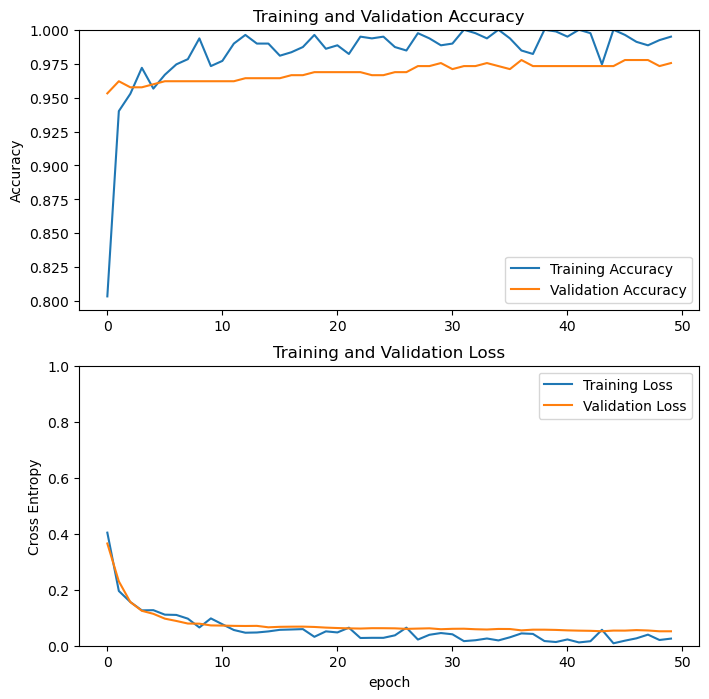 Training and Validation Accuracy
1.000
0.975
0.950
0.925
0.900
0.875
0.850
0.825
0.800
Accuracy
Training Accuracy
Validation Accuracy
0 10 20 30 40 50
Training and Validation Loss
1.0
0.8
0.6
0.4
0.2
0.0
Cross Entropy
Training Loss
Validation Loss
0 10 20 30 40 50
epoch